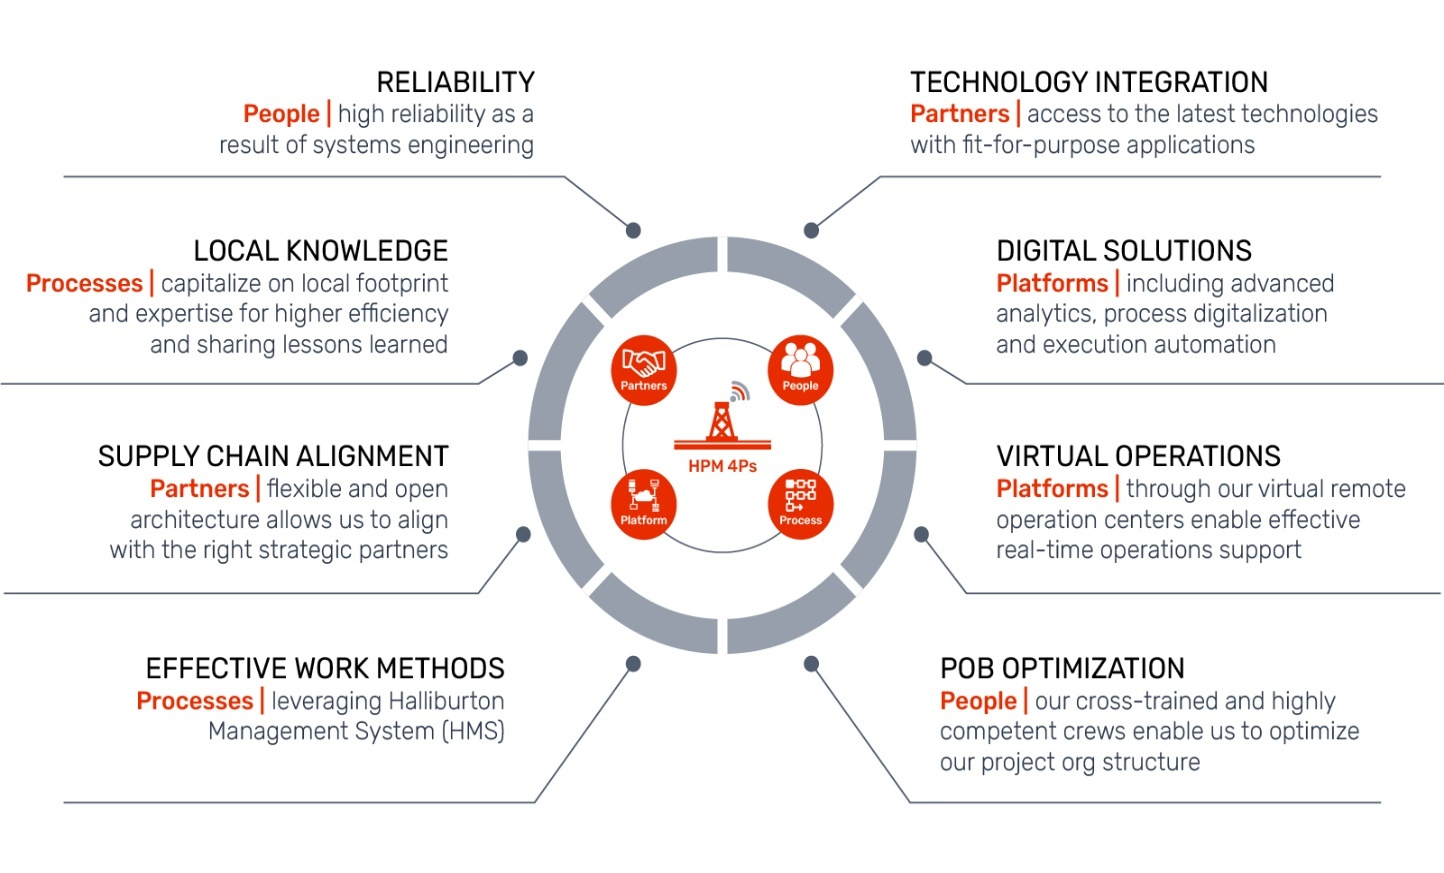 RELIABILITY
People | high reliability as a
result of systems engineering
LOCAL KNOWLEDGE
Processes | capitalize on local footprint
and expertise for higher efficiency
and sharing lessons learned
SUPPLY CHAIN ALIGNMENT
Partners | flexible and open
architecture allows us to align
with the right strategic partners
EFFECTIVE WORK METHODS
Processes | leveraging Halliburton
Management System (HMS)
Partners
People
HPM 4Ps
Platform
Process
TECHNOLOGY INTEGRATION
Partners | access to the latest technologies
with fit-for-purpose applications
DIGITAL SOLUTIONS
Platforms | including advanced
analytics, process digitalization
and execution automation
VIRTUAL OPERATIONS
Platforms | through our virtual remote
operation centers enable effective
real-time operations support
POB OPTIMIZATION
People | our cross-trained and highly
competent crews enable us to optimize
our project org structure